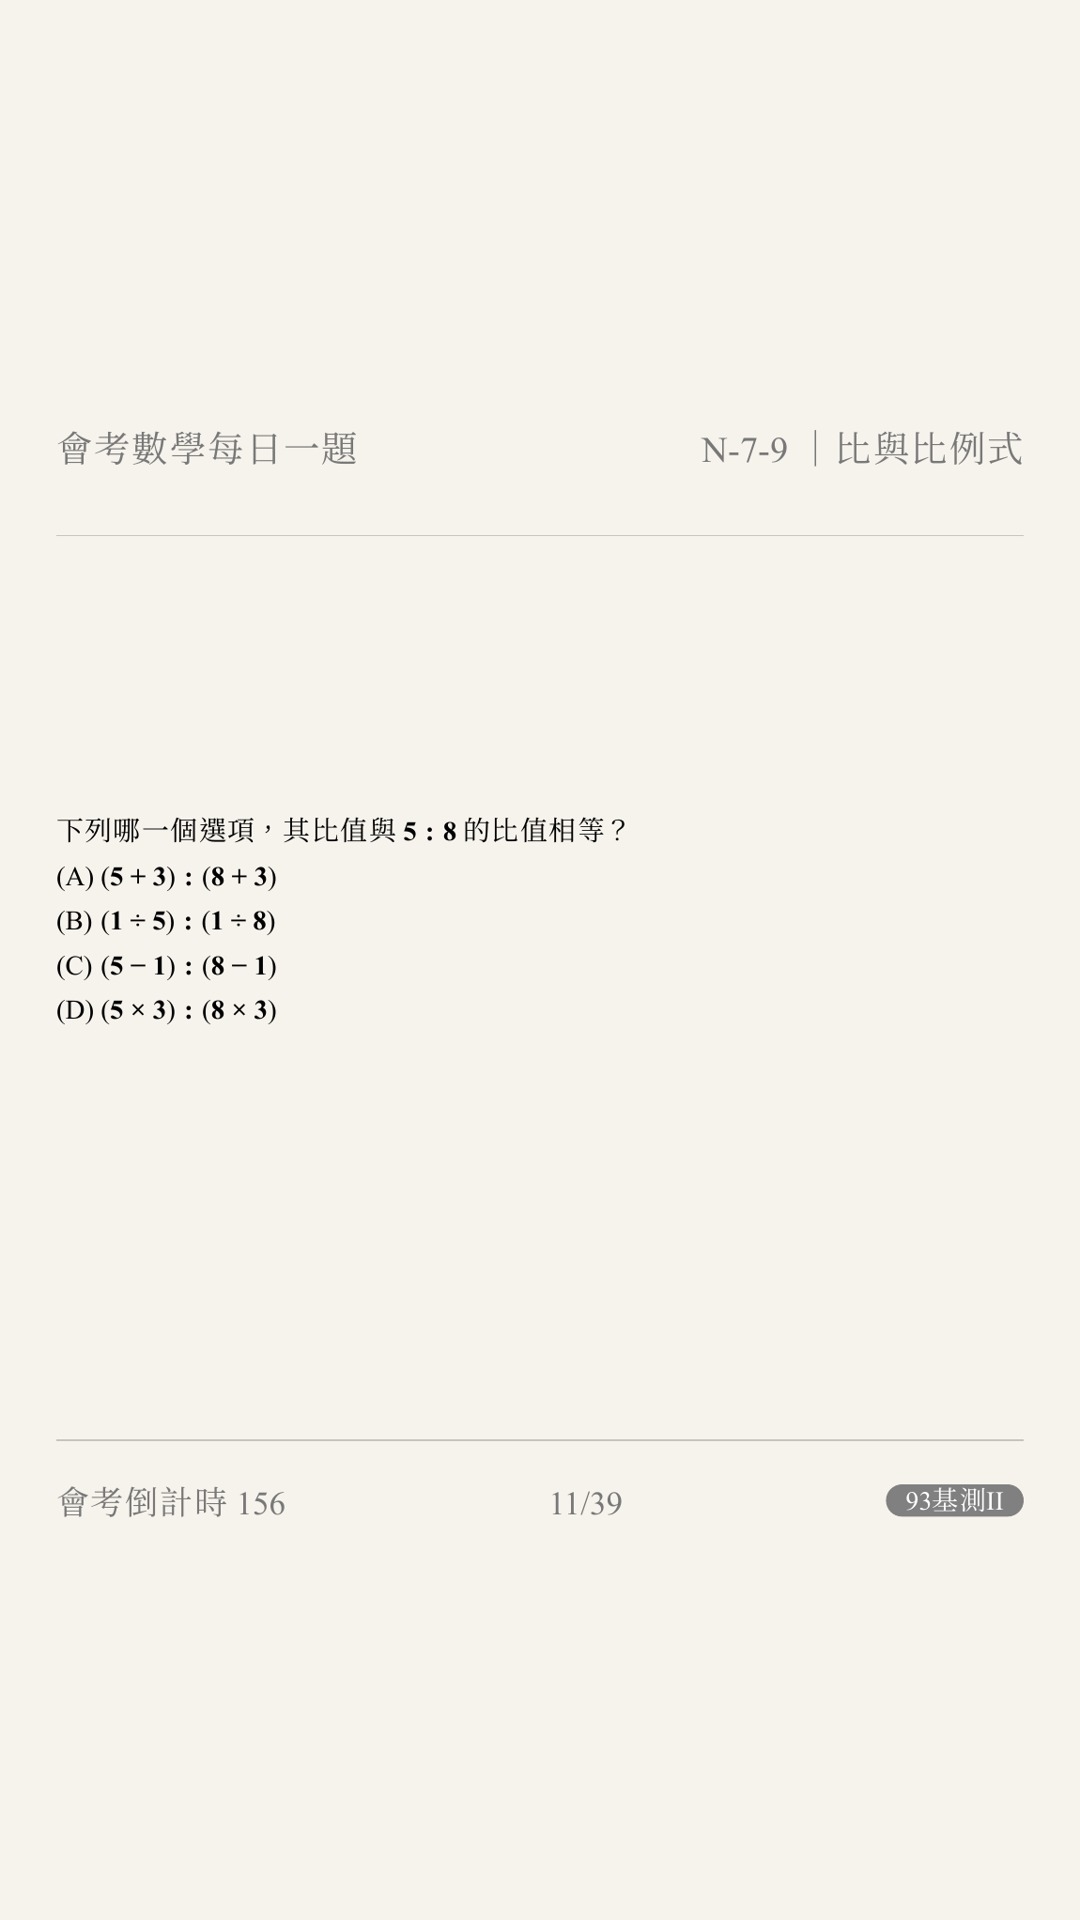 會考數學每日一題
N-7-9｜比與比例式
下列哪一個選項，其比值與 5 : 8 的比值相等？
(A) (5 + 3) : (8 + 3)
(B) (1 ÷ 5) : (1 ÷ 8)
(C) (5 − 1) : (8 − 1)
(D) (5 × 3) : (8 × 3)
會考倒計時 156
11/39
93基測II